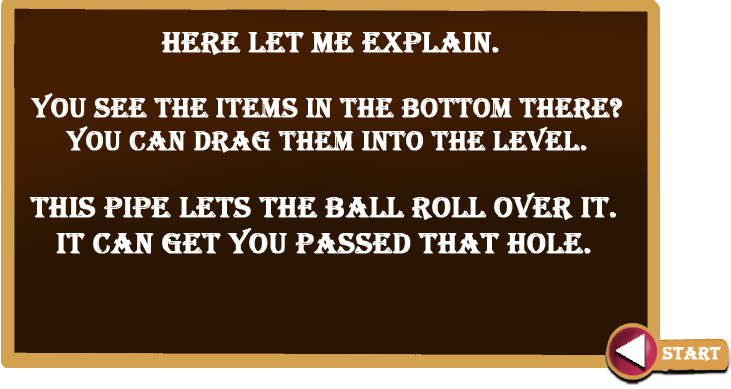 HERE LET ME EXPLAIN.
YOU SEE THE ITEMS IN THE BOTTOM THERE?
YOU CAN DRAG THEM INTO THE LEVEL.
THIS PIPE LETS THE BALL ROLL OVER IT.
IT CAN GET YOU PASSED THAT HOLE.
START